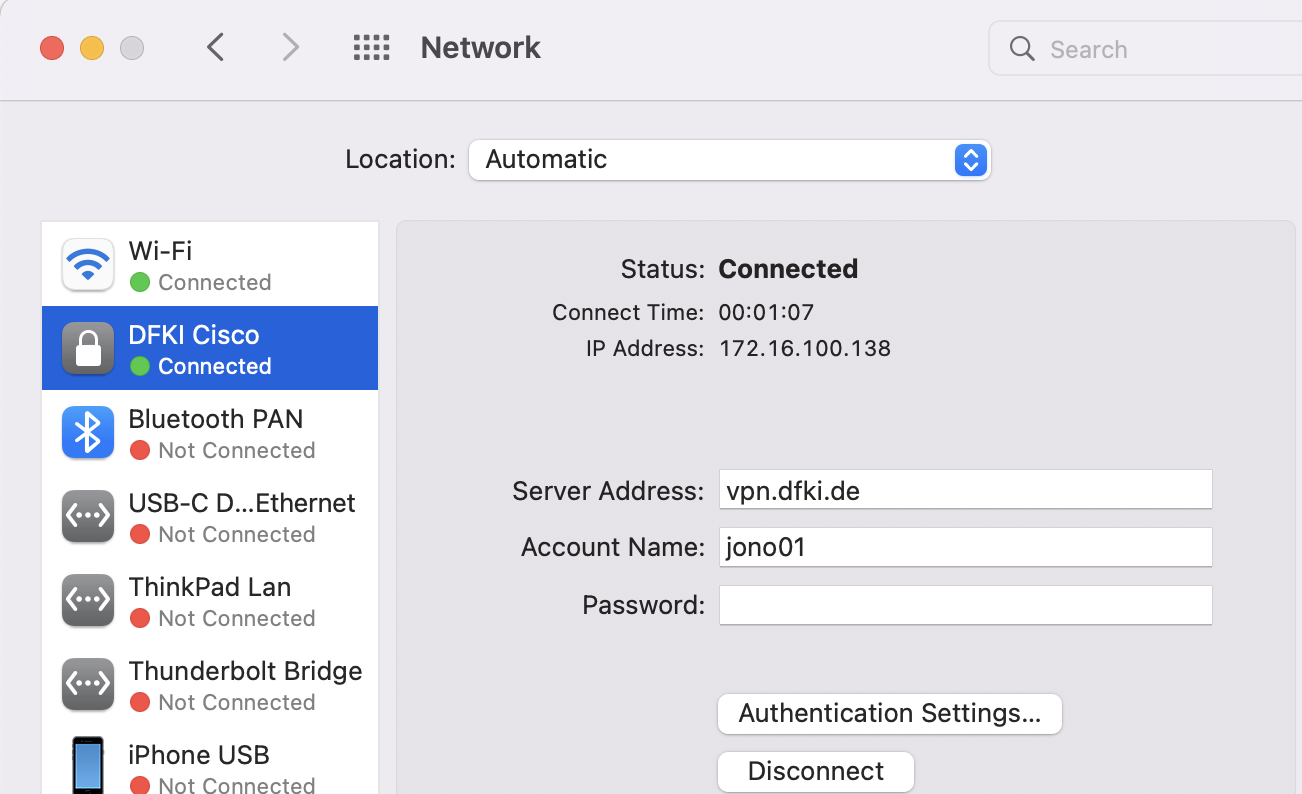 Network
Search
Location: Automatic
Wi-Fi
Connected
DFKI Cisco
Connected
Bluetooth PAN
Not Connected
USB-C D...Ethernet
Not Connected
ThinkPad Lan
Not Connected
Thunderbolt Bridge
Not Connected
iPhone USB
Not Connected
Status: Connected
Connect Time: 00:01:07
IP Address: 172.16.100.138
Server Address: vpn.dfki.de
Account Name: jono01
Password:
Authentication Settings...
Disconnect